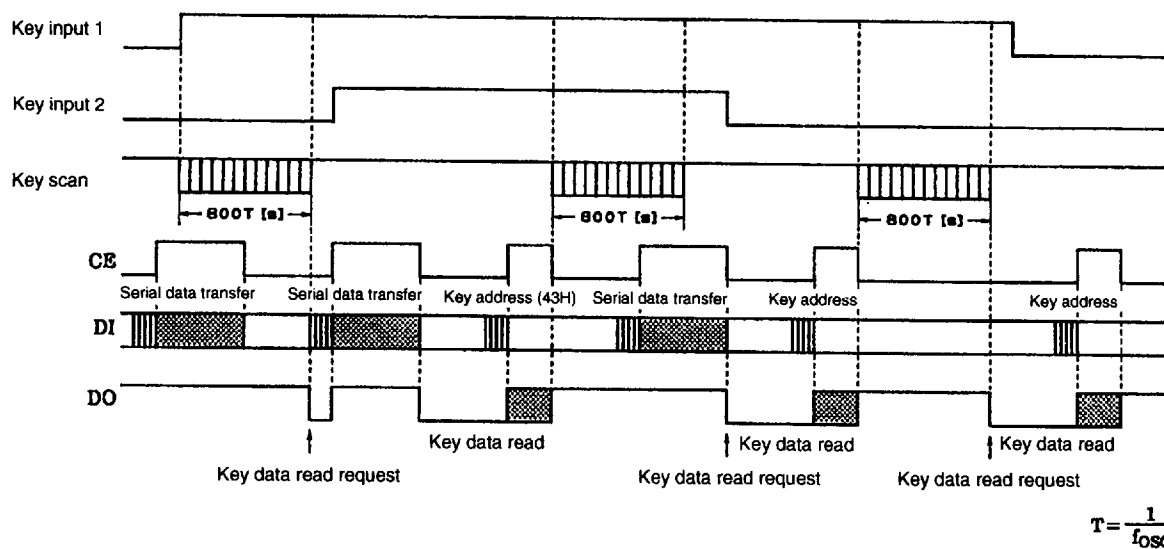 Key input 1
Key input 2
Key scan
800T [s] 800T [s] 800T [s]
CE
Serial data transfer Serial data transfer Key address (43H) Serial data transfer Key address Key address
DI
DO
Key data read Key data read Key data read
Key data read request Key data read request Key data read request
T= 1
fosc